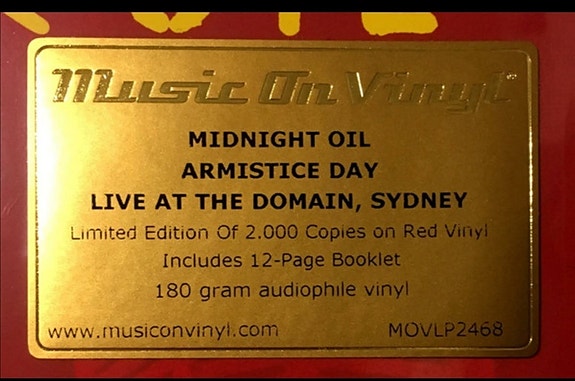 Music On Vinyl®
MIDNIGHT OIL
ARMISTICE DAY
LIVE AT THE DOMAIN, SYDNEY
Limited Edition Of 2.000 Copies on Red Vinyl
Includes 12-Page Booklet
180 gram audiophile vinyl
www.musiconvinyl.com MOVLP2468